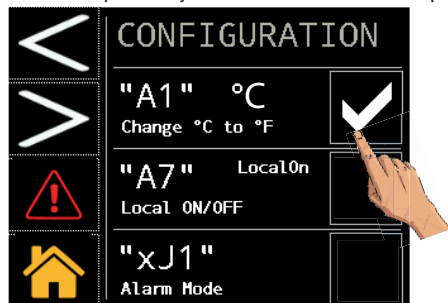 CONFIGURATION
"A1" °C
Change °C to °F
"A7" LocalOn
Local ON/OFF
"xJ1"
Alarm Mode